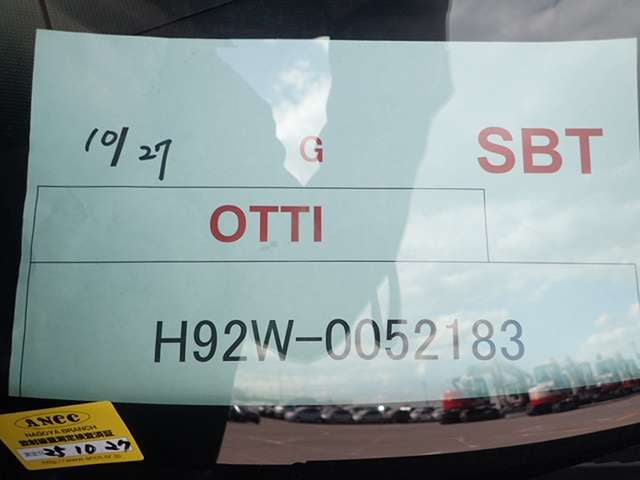 10/27
G
SBT
OTTI
H92W-0052183
ANCC
NAGOYA BRANCH
25 10 27